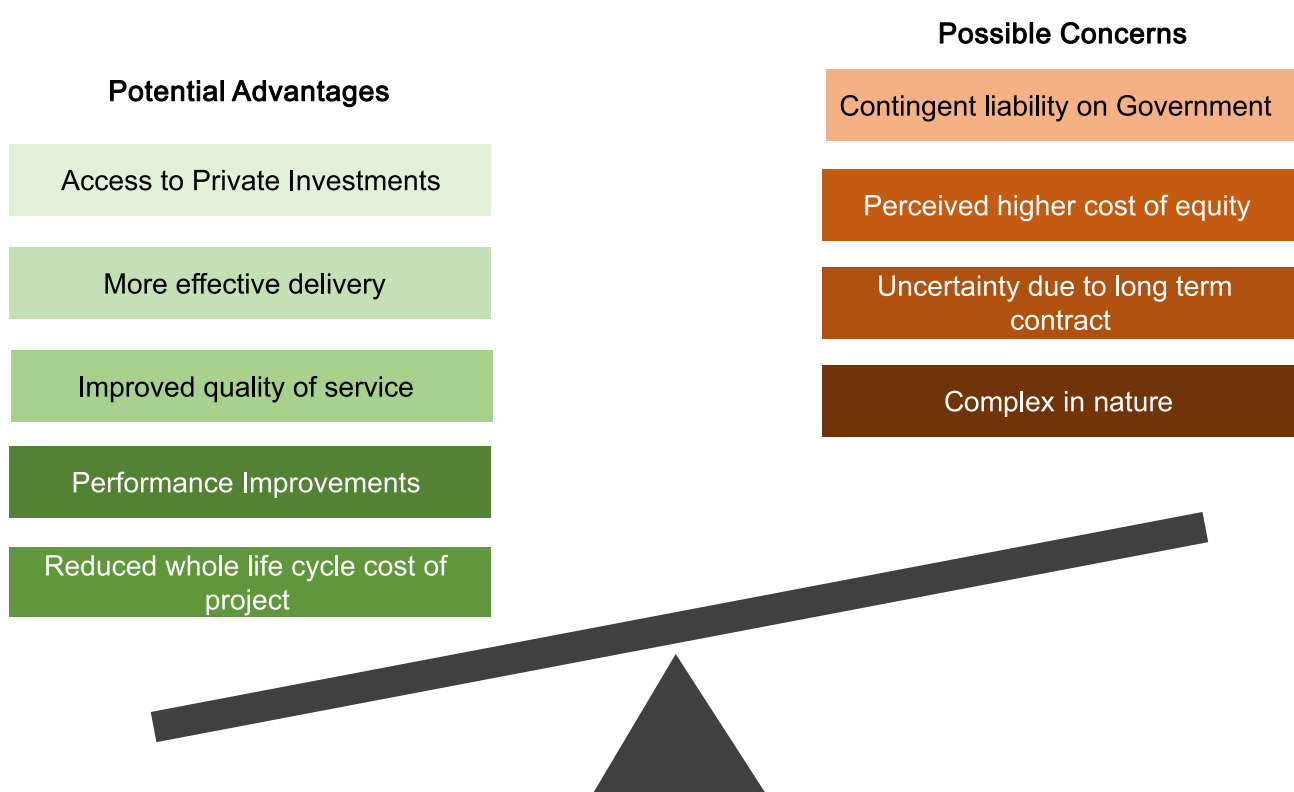 Potential Advantages
Access to Private Investments
More effective delivery
Improved quality of service
Performance Improvements
Reduced whole life cycle cost of
project
Possible Concerns
Contingent liability on Government
Perceived higher cost of equity
Uncertainty due to long term
contract
Complex in nature